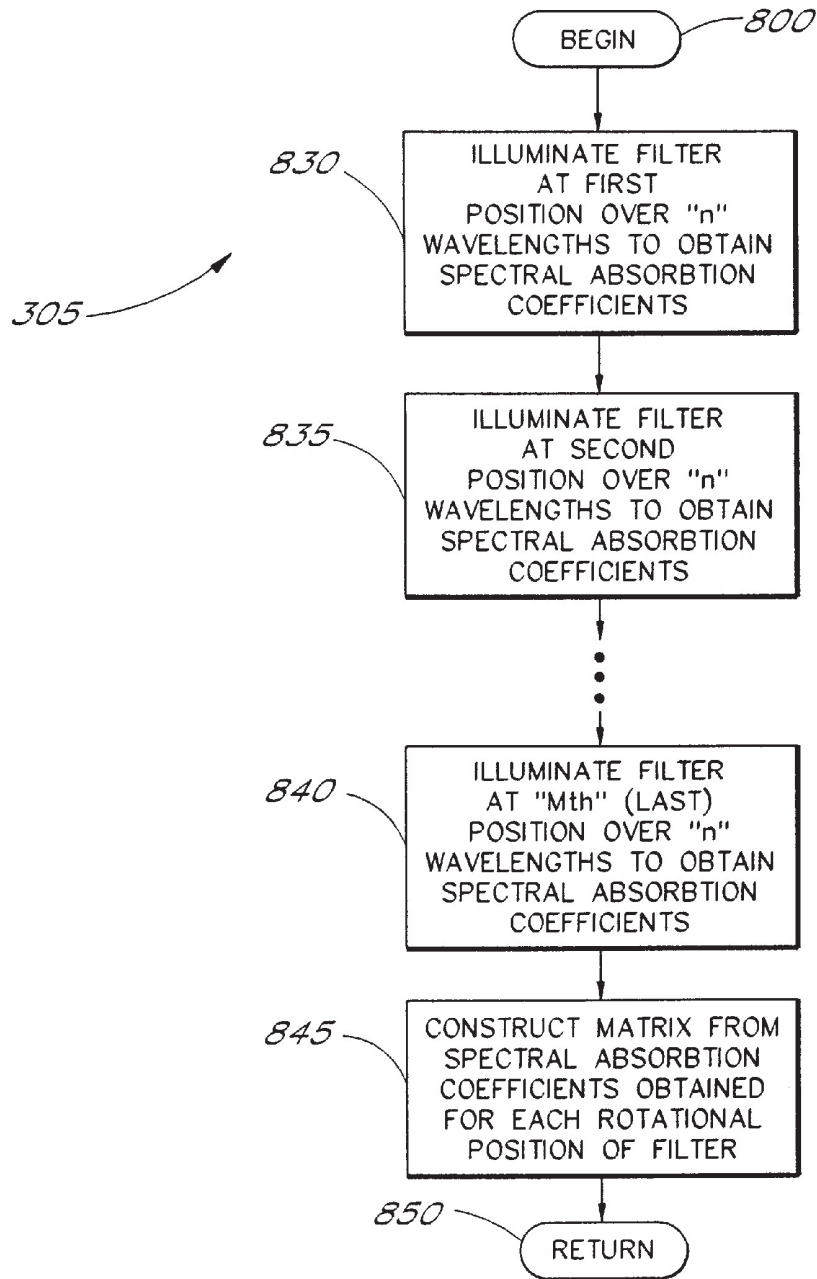 BEGIN
800
830
ILLUMINATE FILTER
AT FIRST
POSITION OVER "n"
WAVELENGTHS TO OBTAIN
SPECTRAL ABSORBTION
COEFFICIENTS
305
835
ILLUMINATE FILTER
AT SECOND
POSITION OVER "n"
WAVELENGTHS TO OBTAIN
SPECTRAL ABSORBTION
COEFFICIENTS
840
ILLUMINATE FILTER
AT "Mth" (LAST)
POSITION OVER "n"
WAVELENGTHS TO OBTAIN
SPECTRAL ABSORBTION
COEFFICIENTS
845
CONSTRUCT MATRIX FROM
SPECTRAL ABSORBTION
COEFFICIENTS OBTAINED
FOR EACH ROTATIONAL
POSITION OF FILTER
850
RETURN